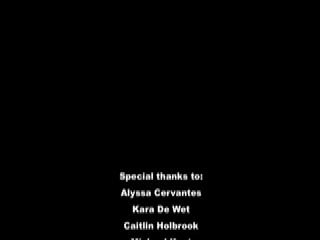 Special thanks to:
Alyssa Cervantes
Kara De Wet
Caitlin Holbrook